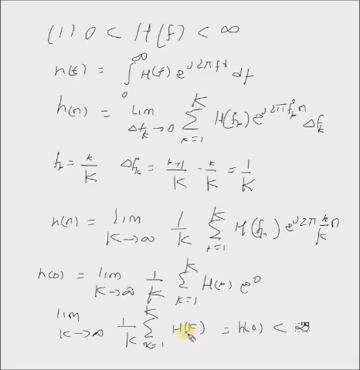 (1) 0 < H(f) < ∞
h(t) = ∫₀^∞ H(f) e^{j2πft} df
h(n) = lim_{Δf_k→0} Σ_{k=1}^{K} H(f_k) e^{j2πf_k n} Δf_k
f_k = k/K Δf_k = (k+1)/K - k/K = 1/K
h(n) = lim_{K→∞} 1/K Σ_{k=1}^{K} H(f_k) e^{j2π (k/K) n}
h(0) = lim_{K→∞} 1/K Σ_{k=1}^{K} H(k) e^0
lim_{K→∞} 1/K Σ_{k=1}^{K} H(k) = h(0) <